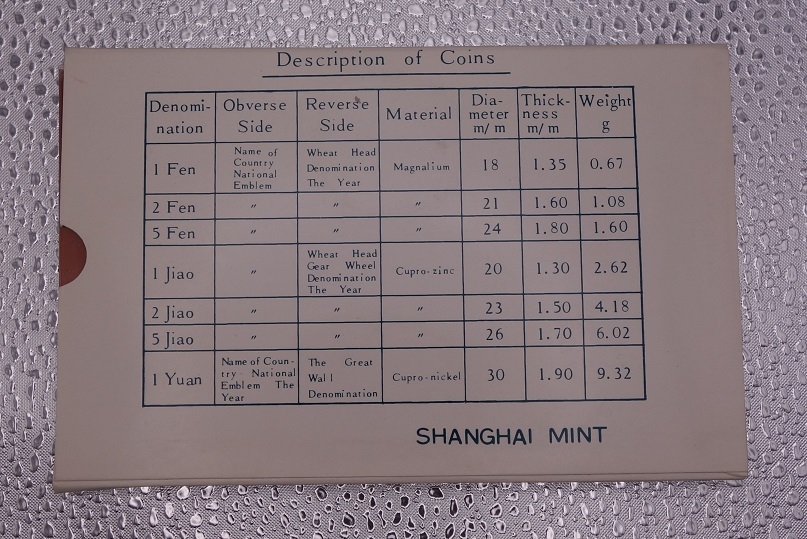 Description of Coins
Denomi-nation Obverse Side Reverse Side Material Dia-meter m/m Thick-ness m/m Weight g
1 Fen Name of Country National Emblem Wheat Head Denomination The Year Magnalium 18 1.35 0.67
2 Fen " " " 21 1.60 1.08
5 Fen " " " 24 1.80 1.60
1 Jiao " Wheat Head Gear Wheel Denomination The Year Cupro-zinc 20 1.30 2.62
2 Jiao " " " 23 1.50 4.18
5 Jiao " " " 26 1.70 6.02
1 Yuan Name of Coun-try National Emblem The Year The Great Wall Denomination Cupro-nickel 30 1.90 9.32
SHANGHAI MINT